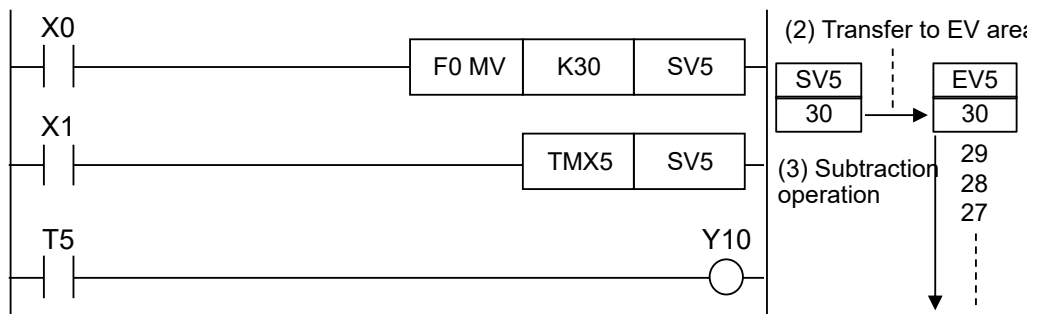 X0
F0 MV K30 SV5
X1
TMX5 SV5
T5
Y10
(2) Transfer to EV area
SV5 EV5
30 30
29
(3) Subtraction
28
operation
27